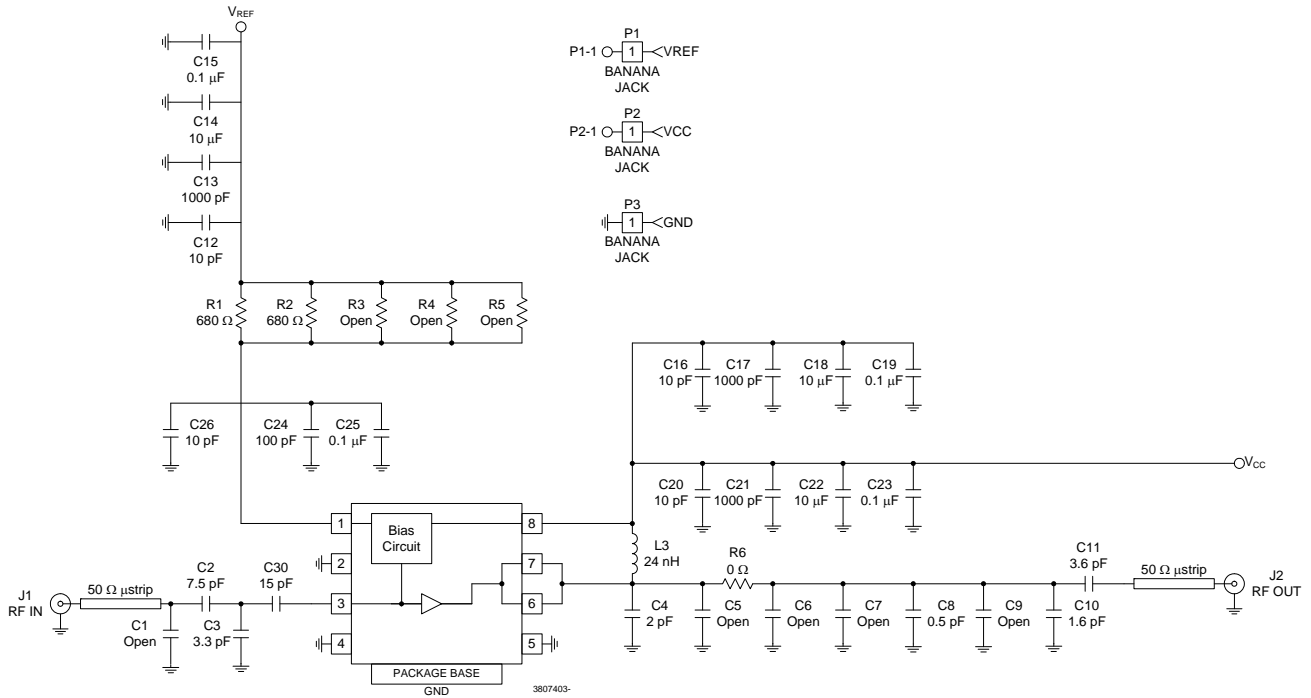 VREF
C15
0.1 µF
C14
10 µF
C13
1000 pF
C12
10 pF
P1
P1-1
1
VREF
BANANA
JACK
P2
P2-1
1
VCC
BANANA
JACK
P3
1
GND
BANANA
JACK
R1
680 Ω
R2
680 Ω
R3
Open
R4
Open
R5
Open
C16
10 pF
C17
1000 pF
C18
10 µF
C19
0.1 µF
C26
10 pF
C24
100 pF
C25
0.1 µF
VCC
C20
10 pF
C21
1000 pF
C22
10 µF
C23
0.1 µF
1
Bias
Circuit
8
2
7
3
6
4
5
PACKAGE BASE
GND
3807403-
L3
24 nH
R6
0 Ω
J1
RF IN
50 Ω µstrip
C1
Open
C2
7.5 pF
C3
3.3 pF
C30
15 pF
C4
2 pF
C5
Open
C6
Open
C7
Open
C8
0.5 pF
C9
Open
C10
1.6 pF
C11
3.6 pF
50 Ω µstrip
J2
RF OUT